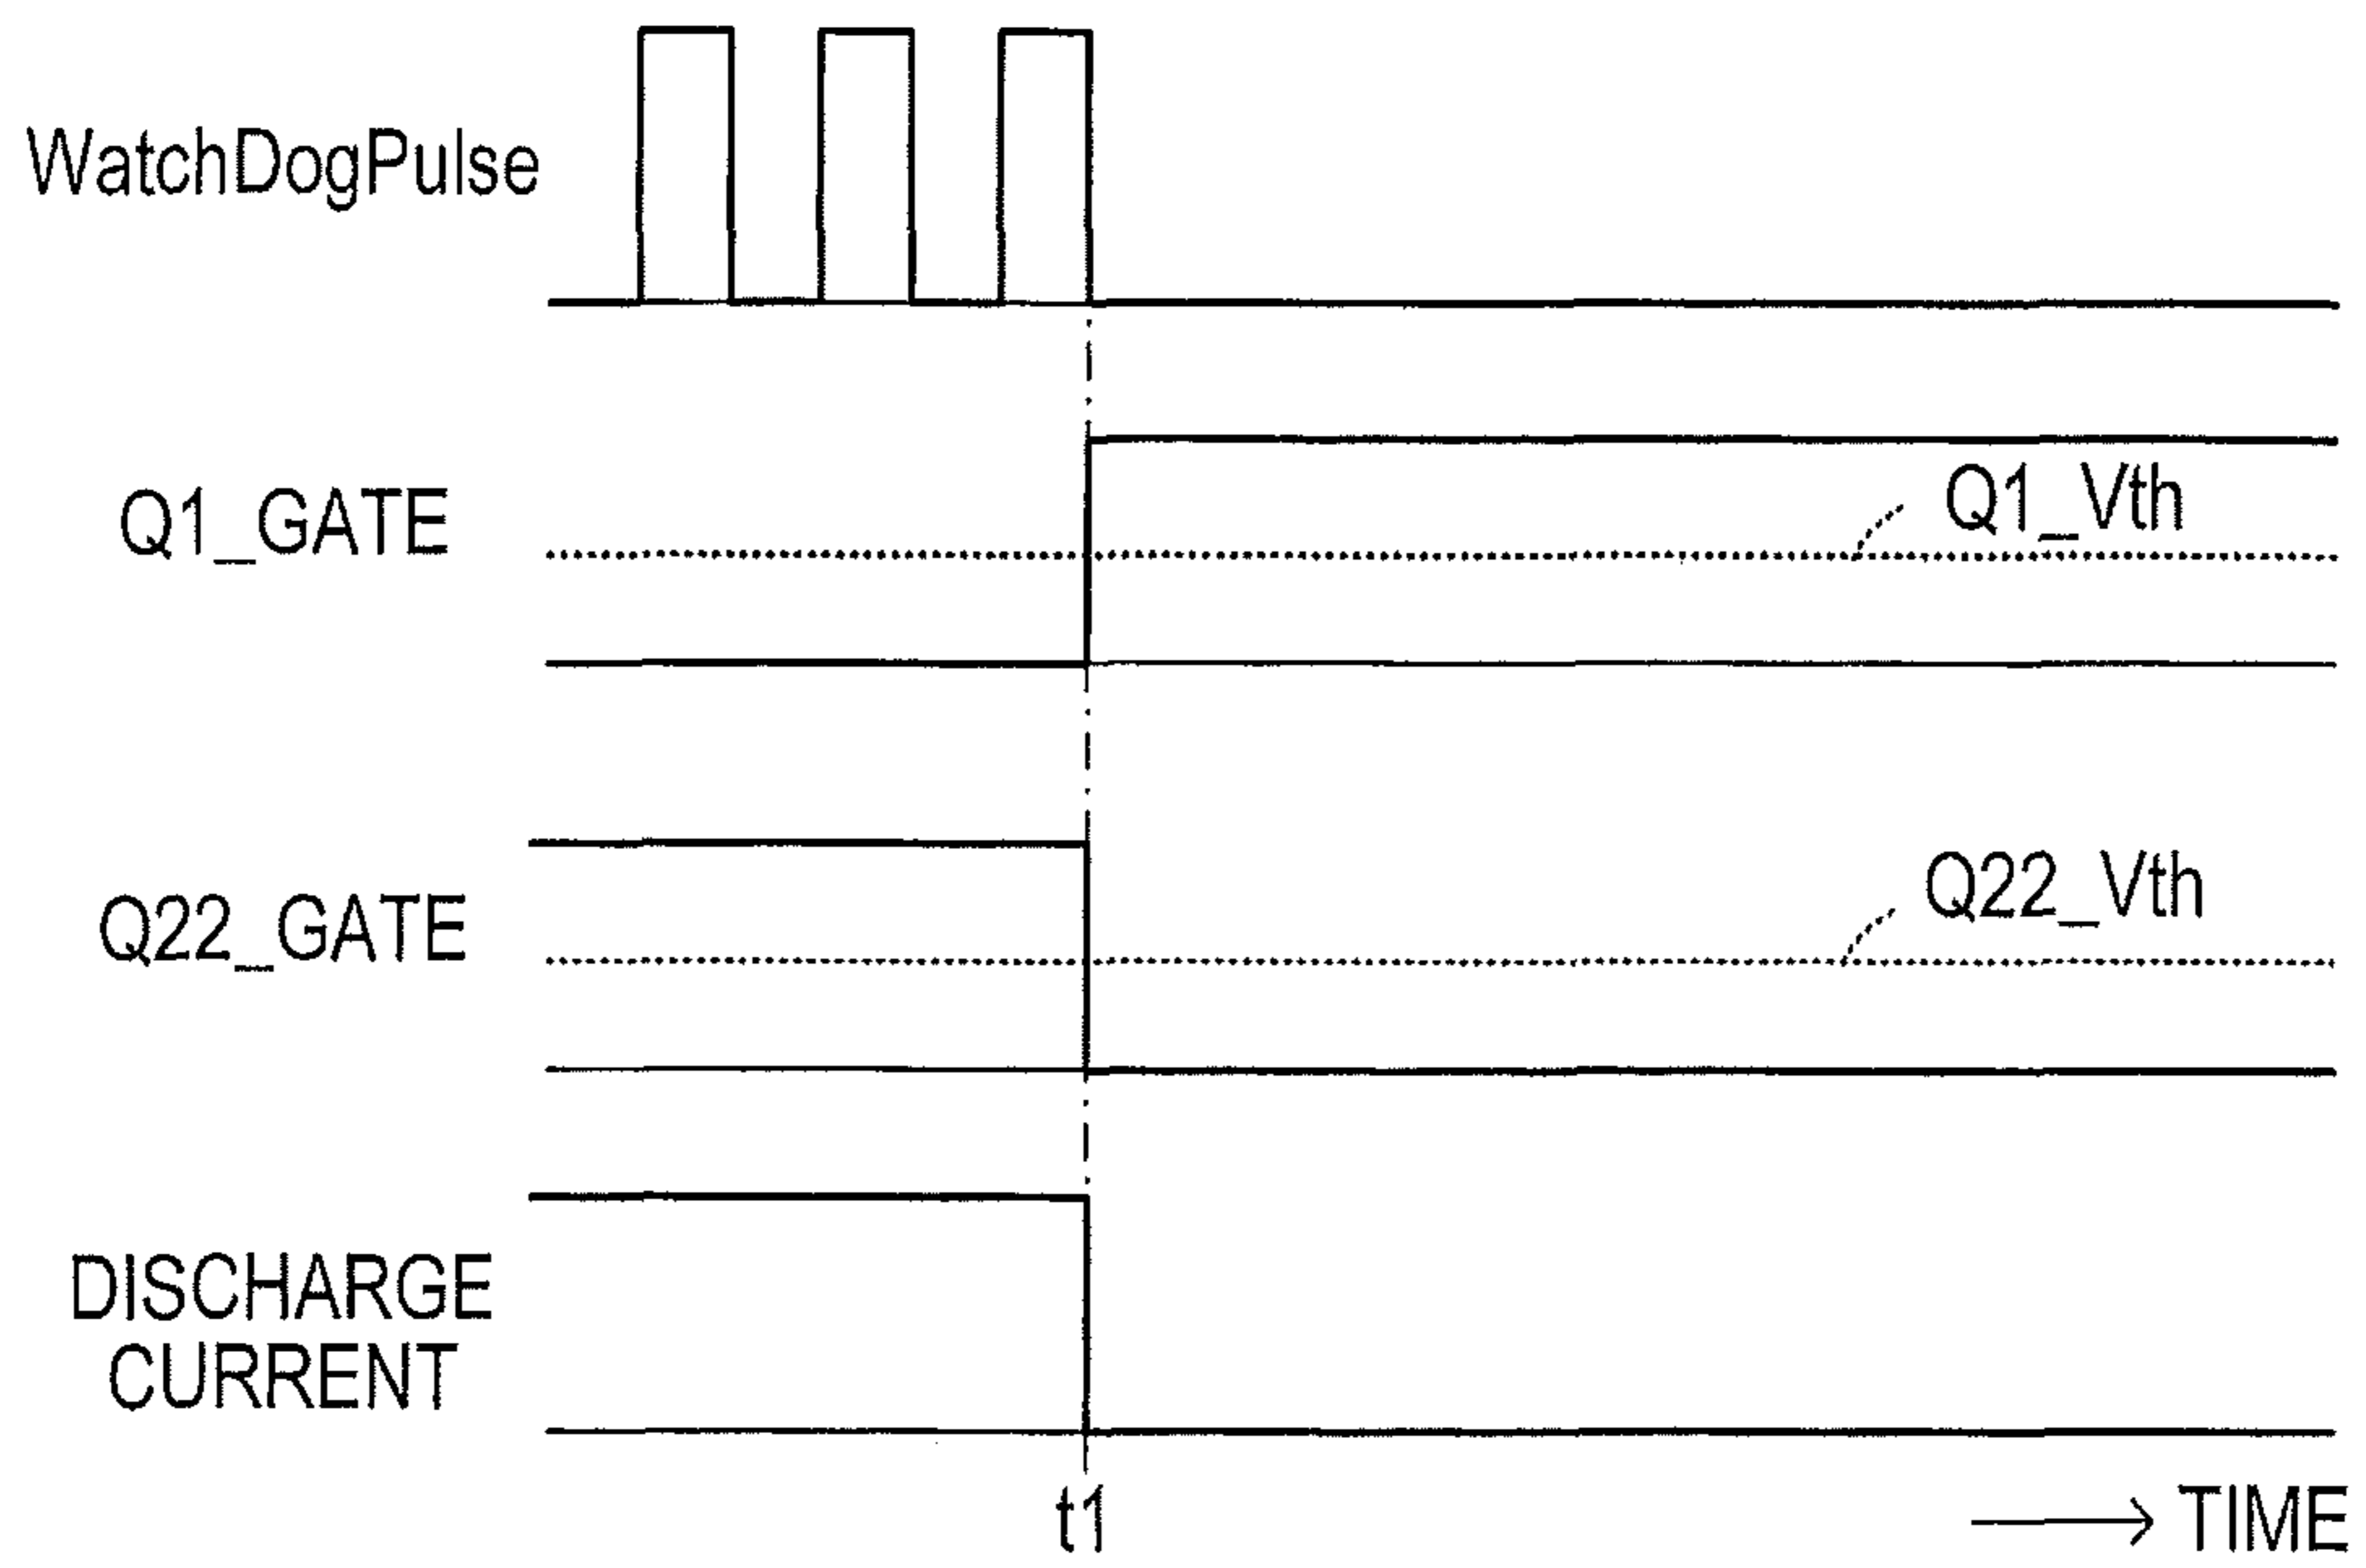 WatchDogPulse
Q1_GATE
Q1_Vth
Q22_GATE
Q22_Vth
DISCHARGE
CURRENT
t1
TIME